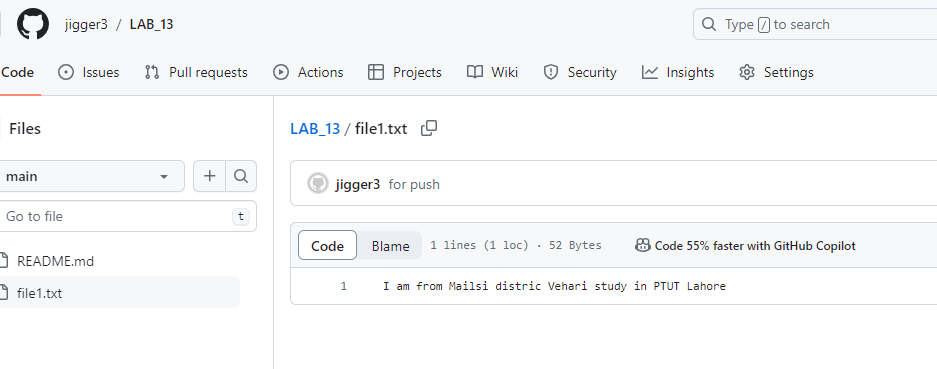 jigger3 / LAB_13
Type / to search
Code Issues Pull requests Actions Projects Wiki Security Insights Settings
Files
main
Go to file t
README.md
file1.txt
LAB_13 / file1.txt
jigger3 for push
Code Blame 1 lines (1 loc) · 52 Bytes Code 55% faster with GitHub Copilot
1 I am from Mailsi distric Vehari study in PTUT Lahore